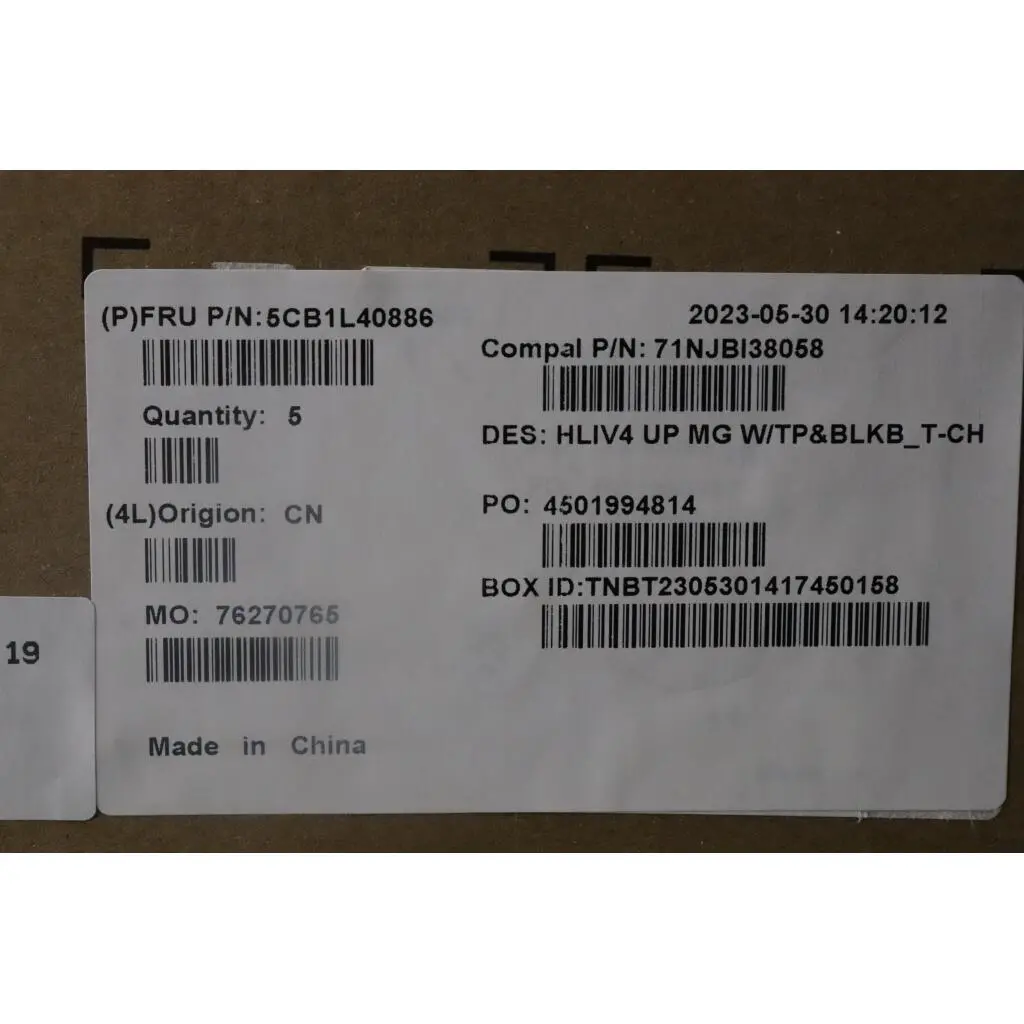 (P)FRU P/N:5CB1L40886
Quantity: 5
(4L)Origion: CN
MO: 76270765
Made in China
2023-05-30 14:20:12
Compal P/N: 71NJBI38058
DES: HLIV4 UP MG W/TP&BLKB_T-CH
PO: 4501994814
BOX ID:TNBT2305301417450158
19